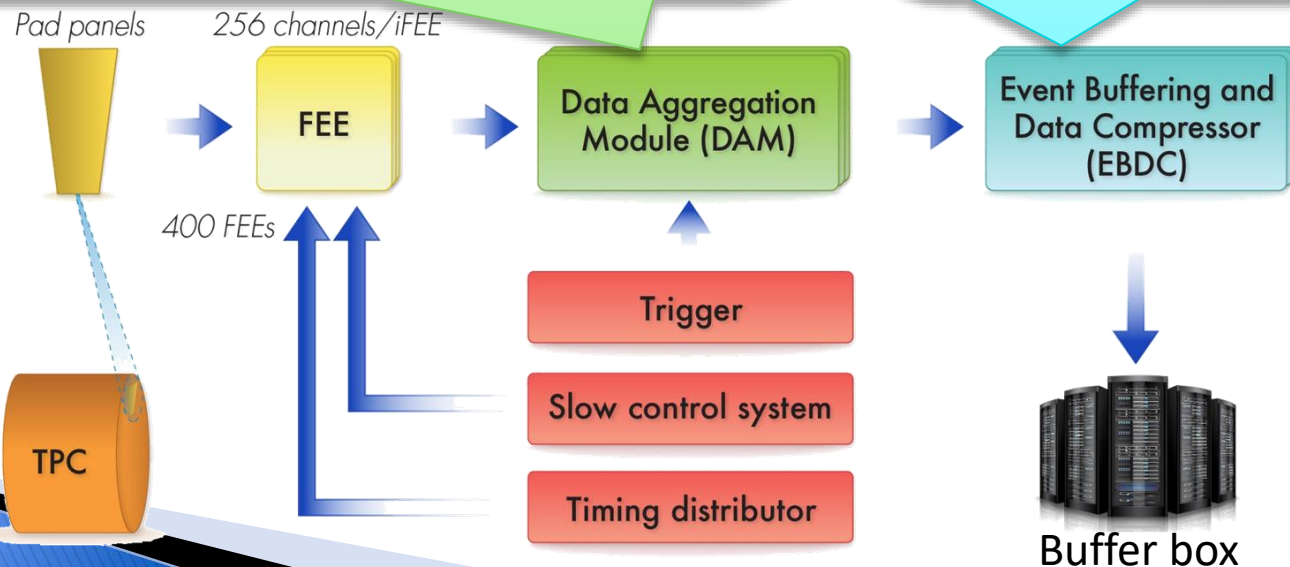 Pad panels
256 channels/iFEE
FEE
Data Aggregation
Module (DAM)
Event Buffering and
Data Compressor
(EBDC)
400 FEEs
Trigger
Slow control system
TPC
Timing distributor
Buffer box